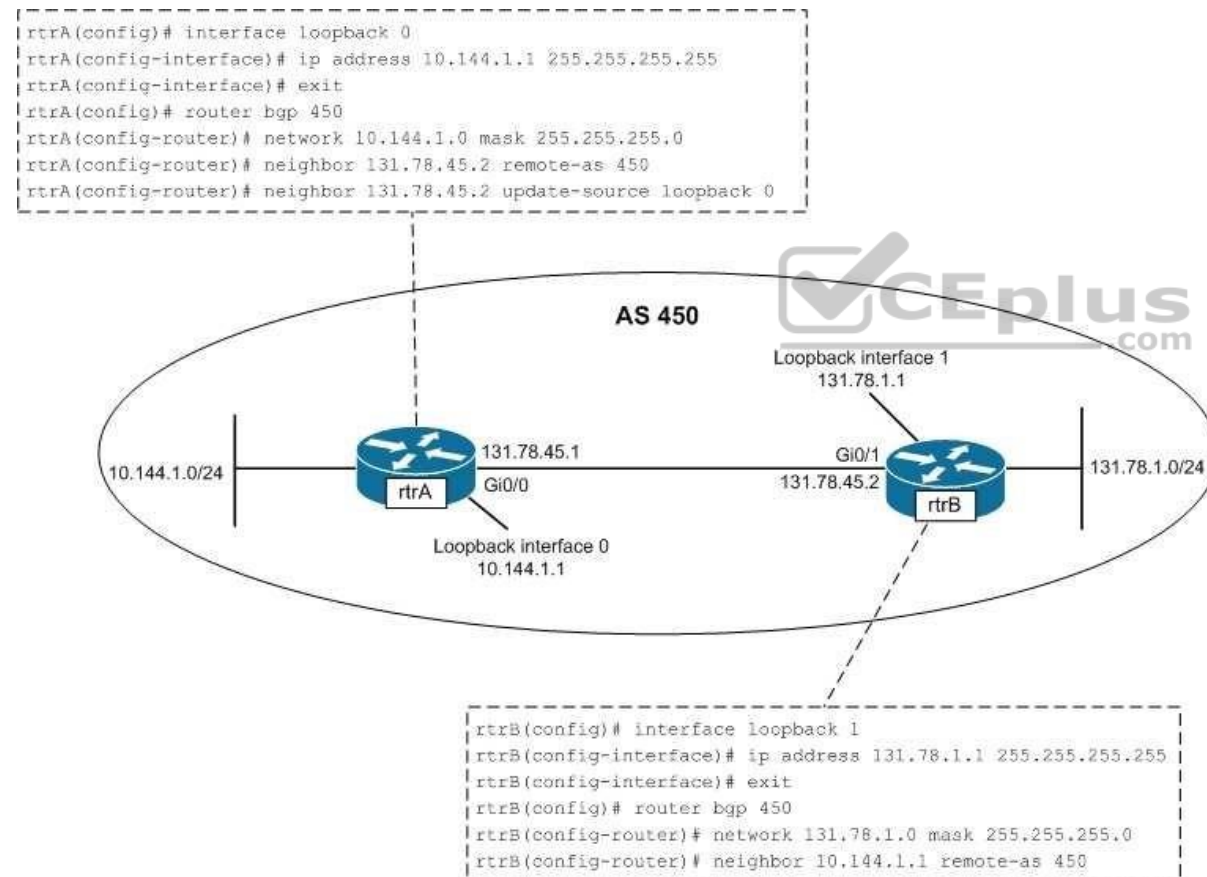 rtrA(config)# interface loopback 0
rtrA(config-interface)# ip address 10.144.1.1 255.255.255.255
rtrA(config-interface)# exit
rtrA(config)# router bgp 450
rtrA(config-router)# network 10.144.1.0 mask 255.255.255.0
rtrA(config-router)# neighbor 131.78.45.2 remote-as 450
rtrA(config-router)# neighbor 131.78.45.2 update-source loopback 0
CEplus
.com
AS 450
Loopback interface 1
131.78.1.1
10.144.1.0/24
rtrA
131.78.45.1
Gi0/0
Gi0/1
131.78.45.2
rtrB
131.78.1.0/24
Loopback interface 0
10.144.1.1
rtrB(config)# interface loopback 1
rtrB(config-interface)# ip address 131.78.1.1 255.255.255.255
rtrB(config-interface)# exit
rtrB(config)# router bgp 450
rtrB(config-router)# network 131.78.1.0 mask 255.255.255.0
rtrB(config-router)# neighbor 10.144.1.1 remote-as 450